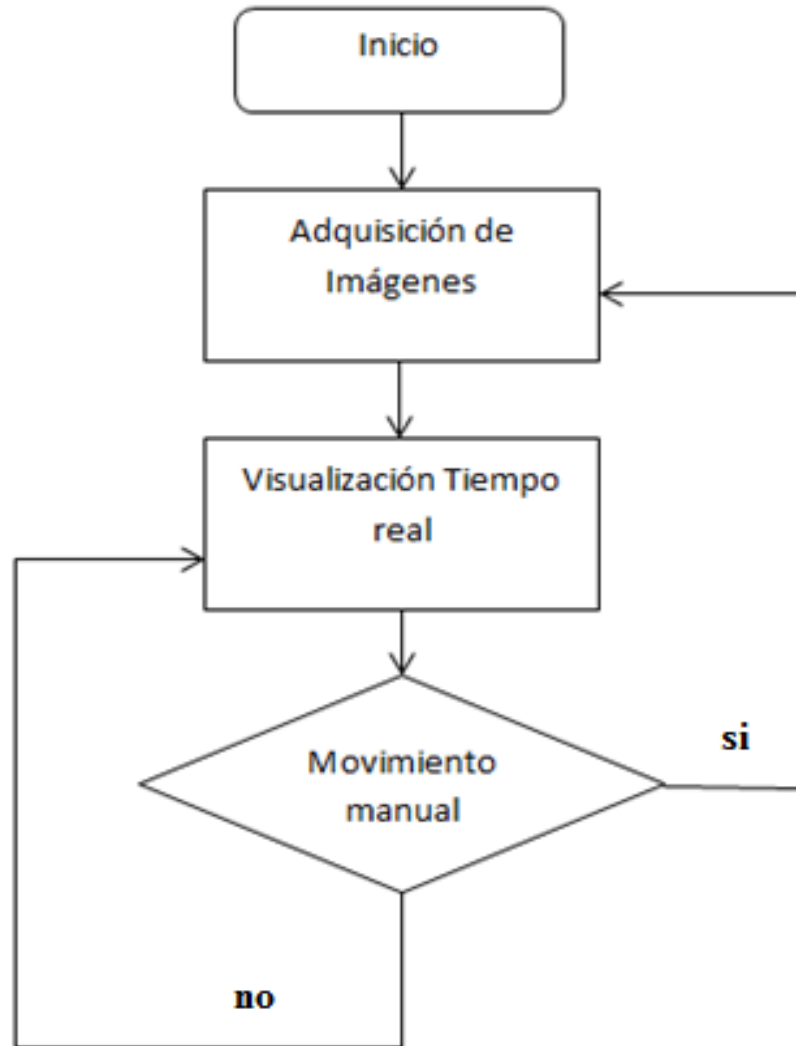 Inicio
Adquisición de
Imágenes
Visualización Tiempo
real
Movimiento
manual
si
no